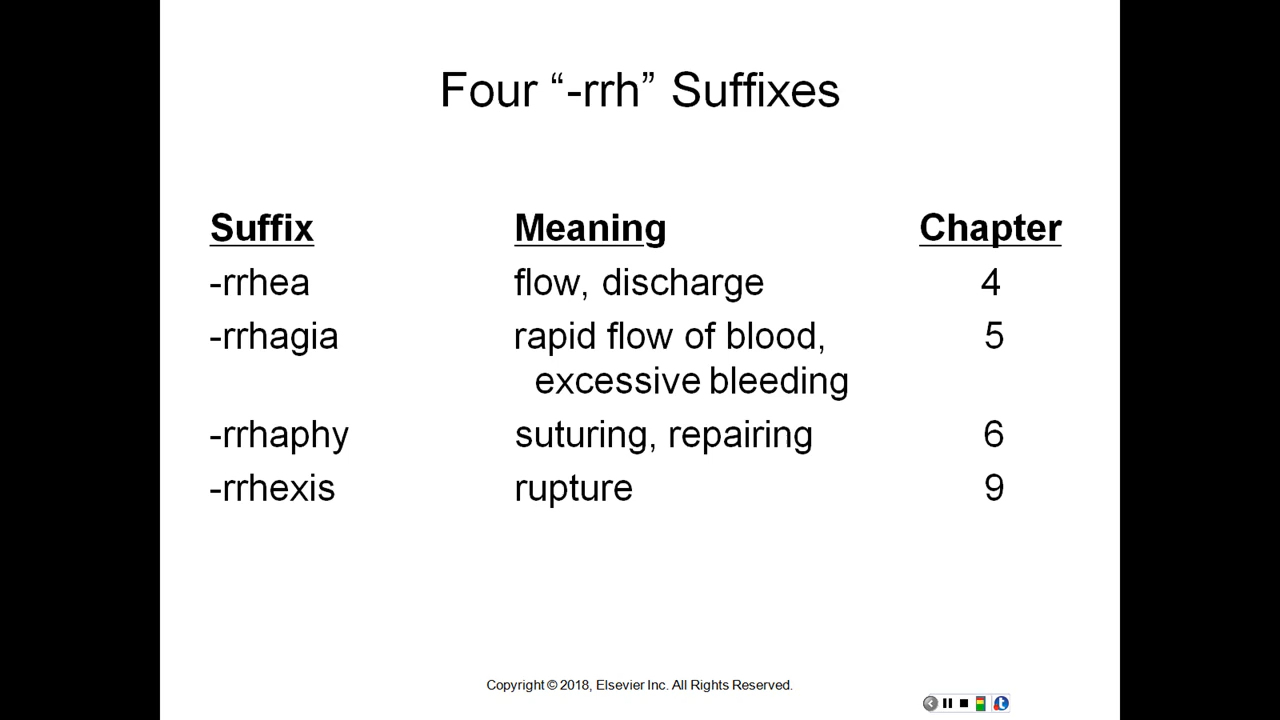 Four “-rrh” Suffixes
Suffix Meaning Chapter
-rrhea flow, discharge 4
-rrhagia rapid flow of blood, 5
excessive bleeding
-rrhaphy suturing, repairing 6
-rrhexis rupture 9
Copyright © 2018, Elsevier Inc. All Rights Reserved.
t